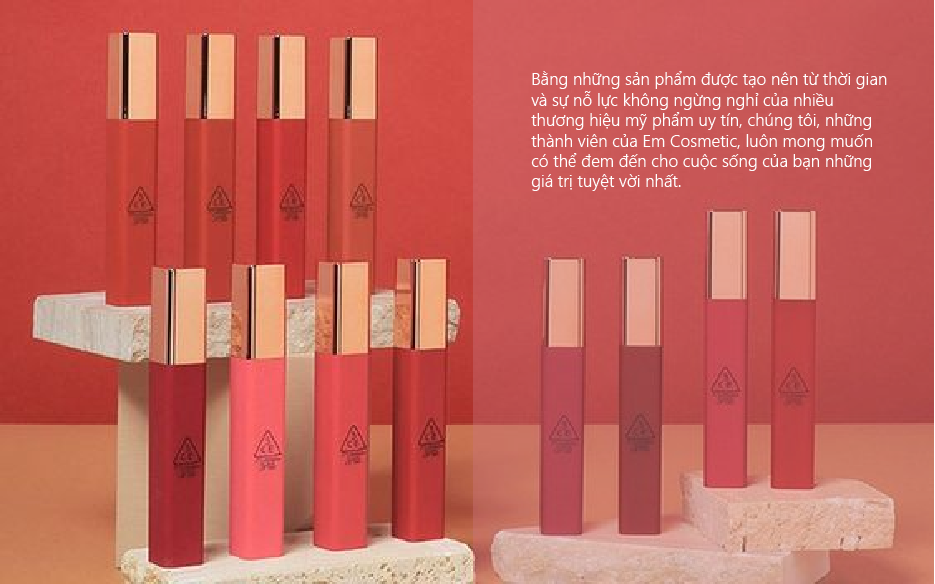 Bằng những sản phẩm được tạo nên từ thời gian
và sự nỗ lực không ngừng nghỉ của nhiều
thương hiệu mỹ phẩm uy tín, chúng tôi, những
thành viên của Em Cosmetic, luôn mong muốn
có thể đem đến cho cuộc sống của bạn những
giá trị tuyệt vời nhất.